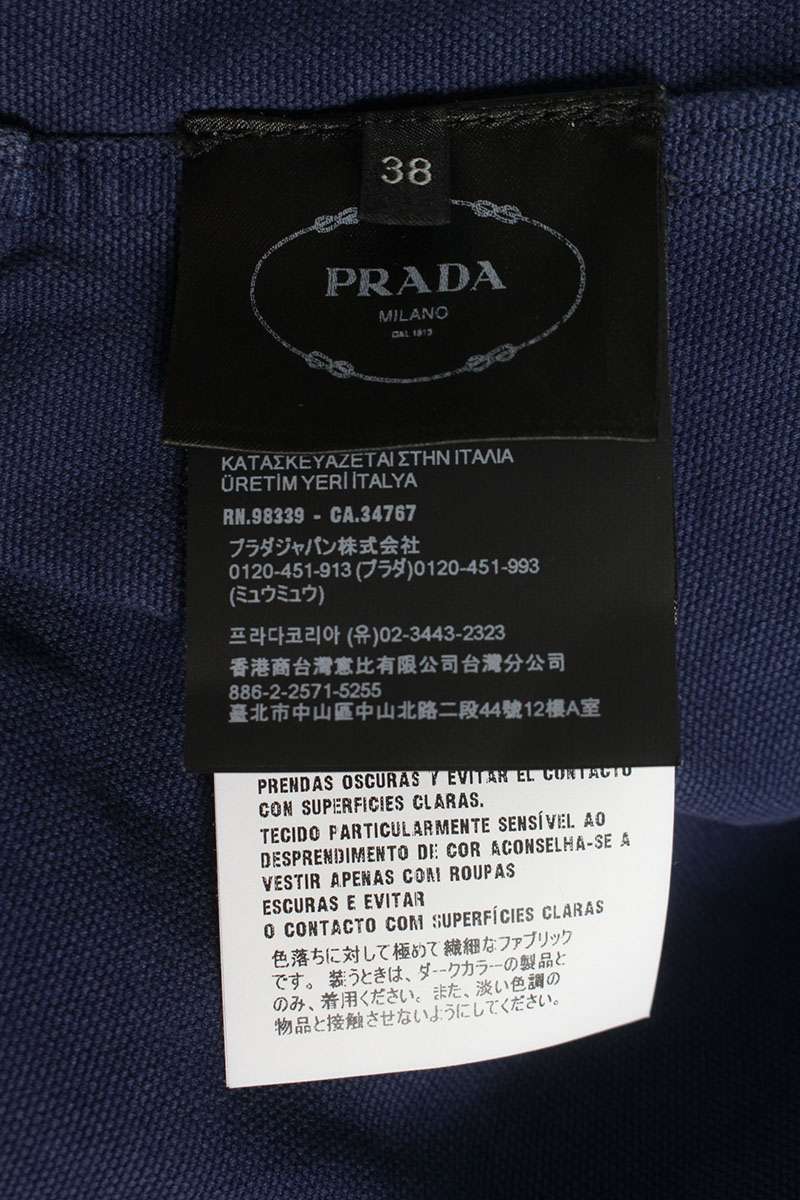 38
PRADA
MILANO
DAL 1913
ΚΑΤΑΣΚΕΥΑΖΕΤΑΙ ΣΤΗΝ ΙΤΑΛΙΑ
ÜRETİM YERİ İTALYA
RN.98339 - CA.34767
プラダジャパン株式会社
0120-451-913 (プラダ)0120-451-993
(ミュウミュウ)
프라다코리아 (유)02-3443-2323
香港商台灣意比有限公司台灣分公司
886-2-2571-5255
臺北市中山區中山北路二段44號12樓A室
PRENDAS OSCURAS Y EVITAR EL CONTACTO
CON SUPERFICIES CLARAS.
TECIDO PARTICULARMENTE SENSÍVEL AO
DESPRENDIMENTO DE COR ACONSELHA-SE A
VESTIR APENAS COM ROUPAS
ESCURAS E EVITAR
O CONTACTO COM SUPERFÍCIES CLARAS
色落ちに対して極めて繊細なファブリック
です。装うときは、ダークカラーの製品と
のみ、着用ください。また、淡い色調の
物品と接触させないようにしてください。